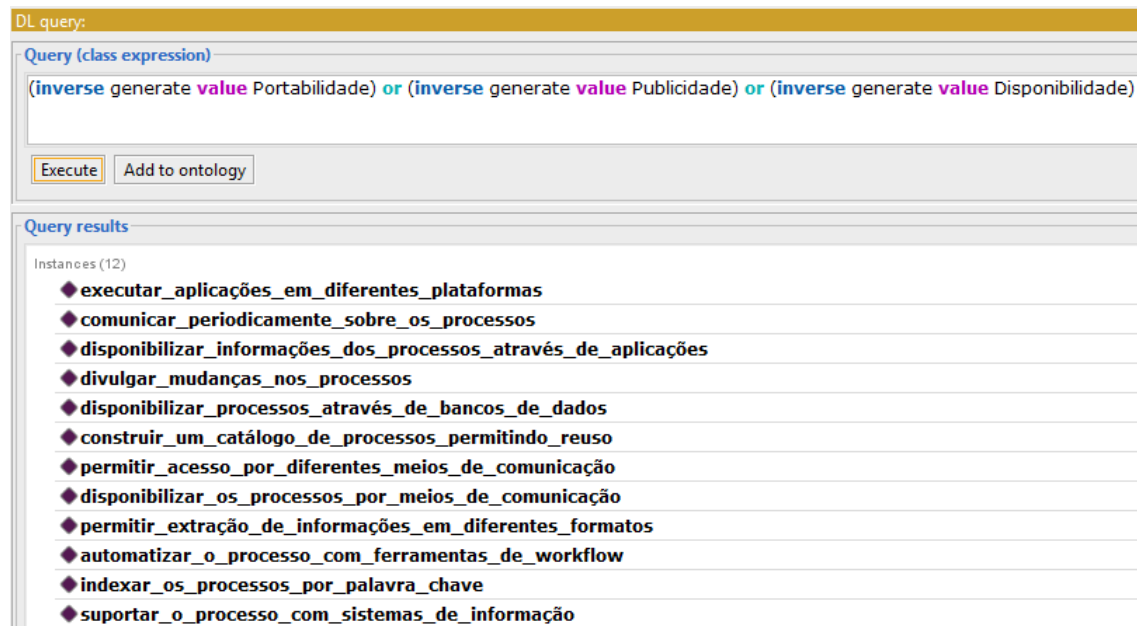 DL query:
Query (class expression)
(inverse generate value Portabilidade) or (inverse generate value Publicidade) or (inverse generate value Disponibilidade)
Execute Add to ontology
Query results
Instances (12)
executar_aplicações_em_diferentes_plataformas
comunicar_periodicamente_sobre_os_processos
disponibilizar_informações_dos_processos_através_de_aplicações
divulgar_mudanças_nos_processos
disponibilizar_processos_através_de_bancos_de_dados
construir_um_catálogo_de_processos_permitindo_reuso
permitir_acesso_por_diferentes_meios_de_comunicação
disponibilizar_os_processos_por_meios_de_comunicação
permitir_extração_de_informações_em_diferentes_formatos
automatizar_o_processo_com_ferramentas_de_workflow
indexar_os_processos_por_palavra_chave
suportar_o_processo_com_sistemas_de_informação